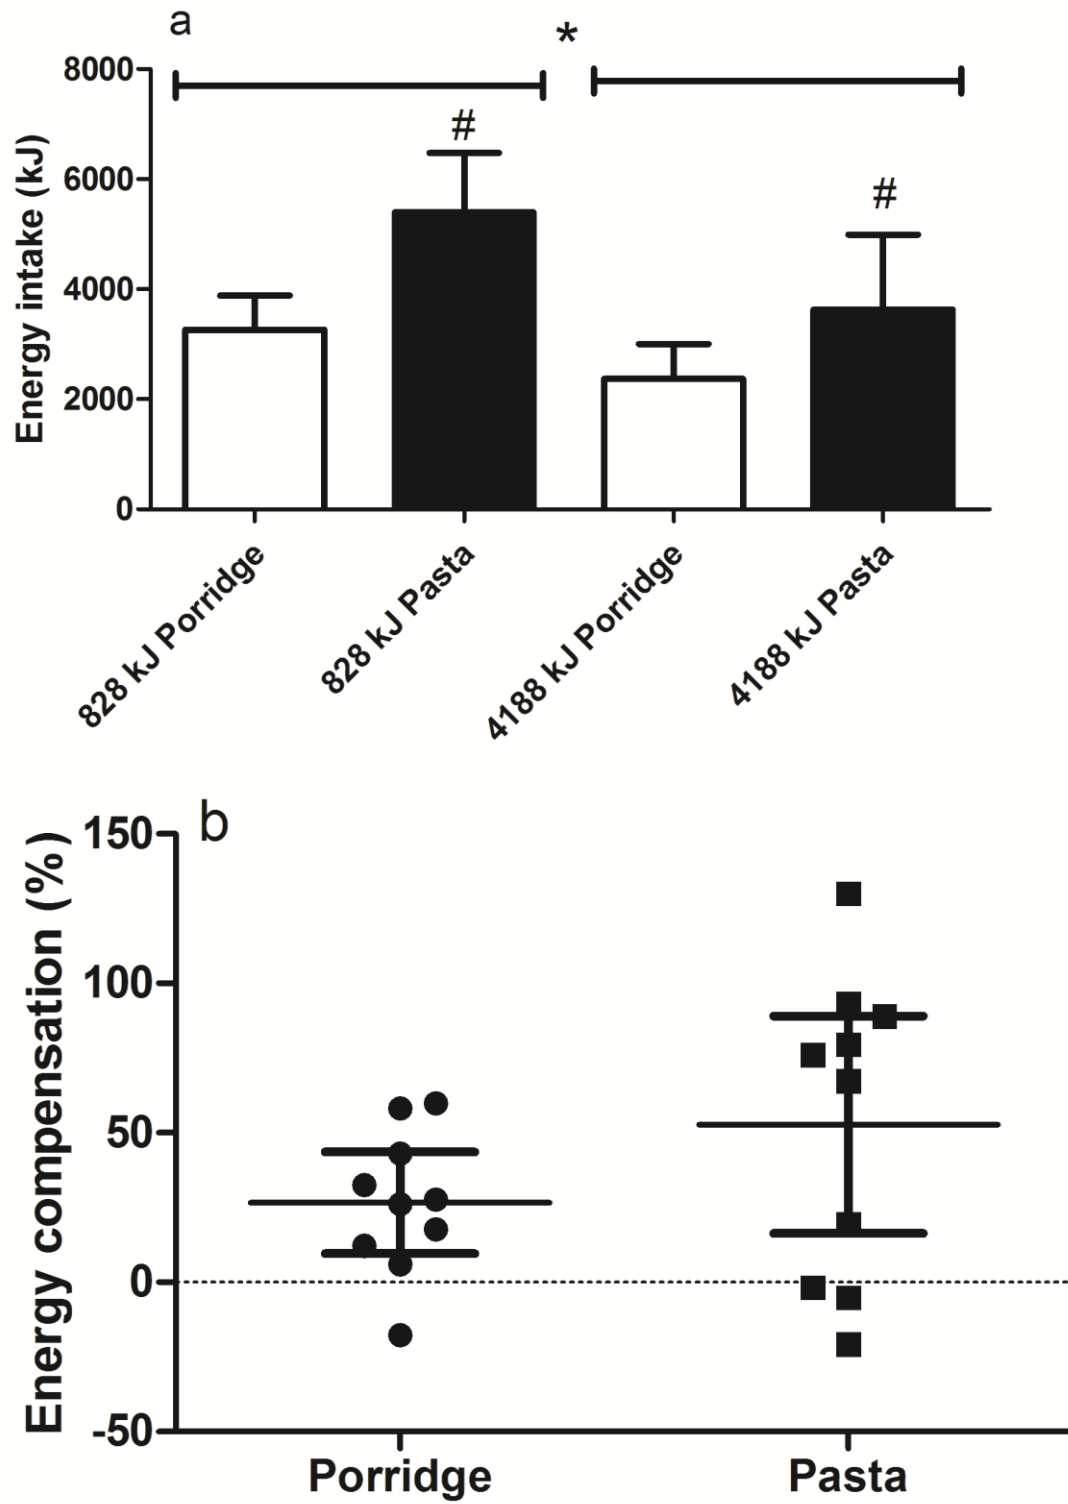 a
*
8000
6000
4000
2000
0
Energy intake (kJ)
#
#
828 kJ Porridge
828 kJ Pasta
4188 kJ Porridge
4188 kJ Pasta
b
150
100
50
0
-50
Energy compensation (%)
Porridge
Pasta